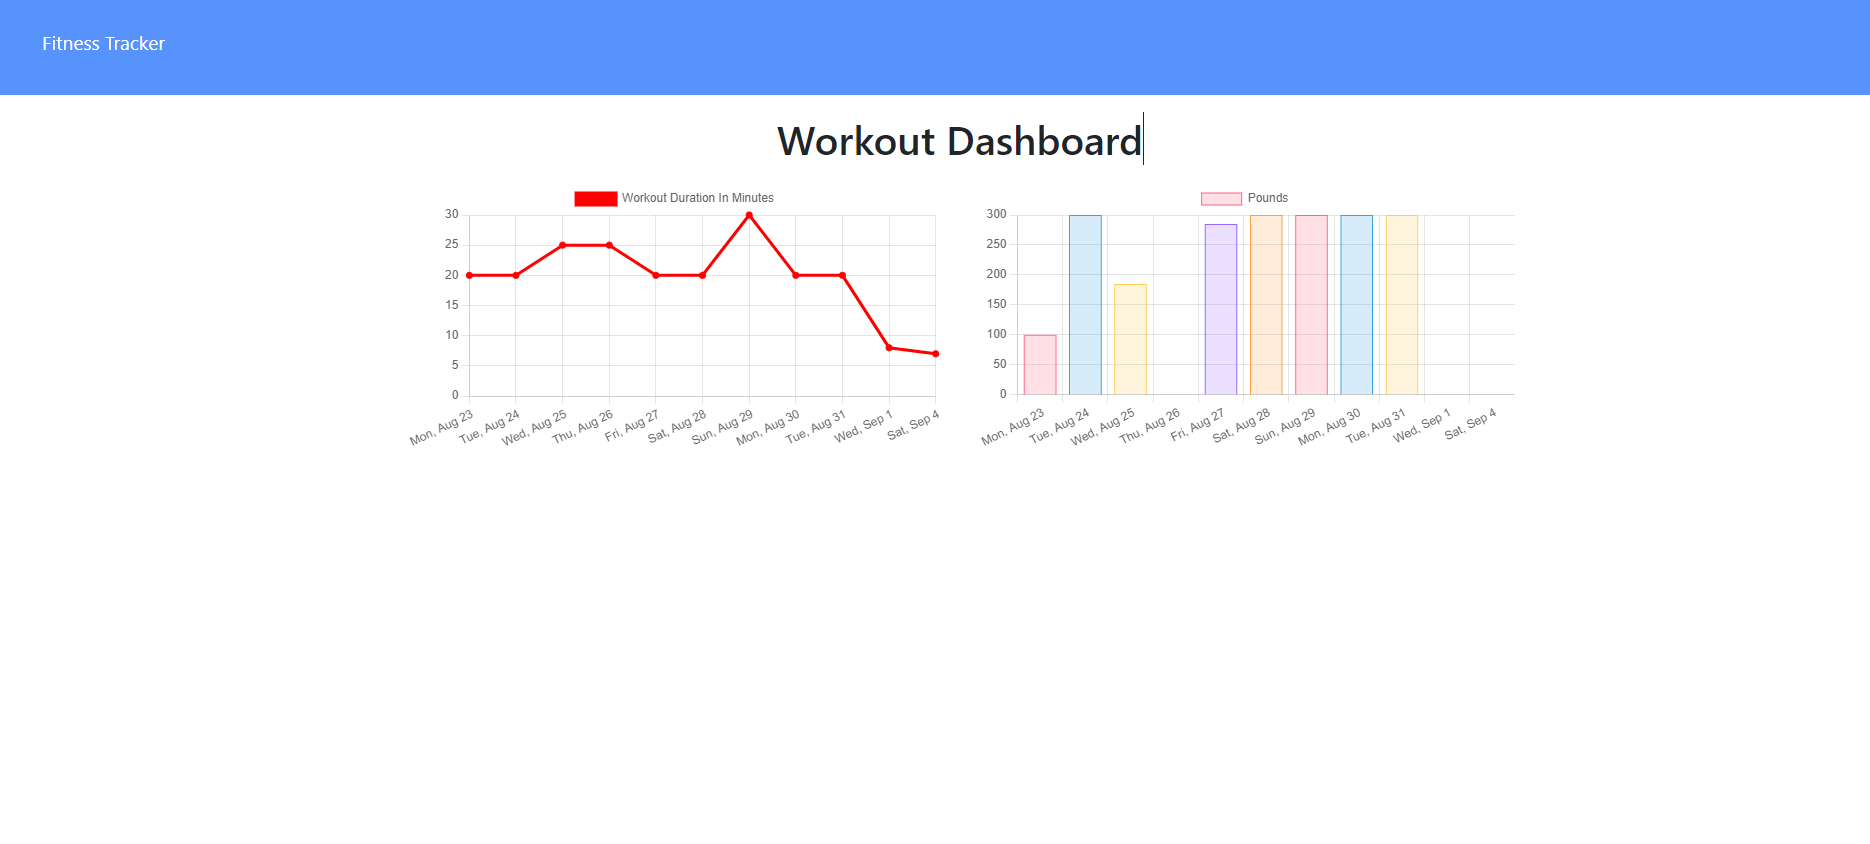 Fitness Tracker
Workout Dashboard
Workout Duration In Minutes
30
25
20
15
10
5
0
Mon, Aug 23
Tue, Aug 24
Wed, Aug 25
Thu, Aug 26
Fri, Aug 27
Sat, Aug 28
Sun, Aug 29
Mon, Aug 30
Tue, Aug 31
Wed, Sep 1
Sat, Sep 4
Pounds
300
250
200
150
100
50
0
Mon, Aug 23
Tue, Aug 24
Wed, Aug 25
Thu, Aug 26
Fri, Aug 27
Sat, Aug 28
Sun, Aug 29
Mon, Aug 30
Tue, Aug 31
Wed, Sep 1
Sat, Sep 4